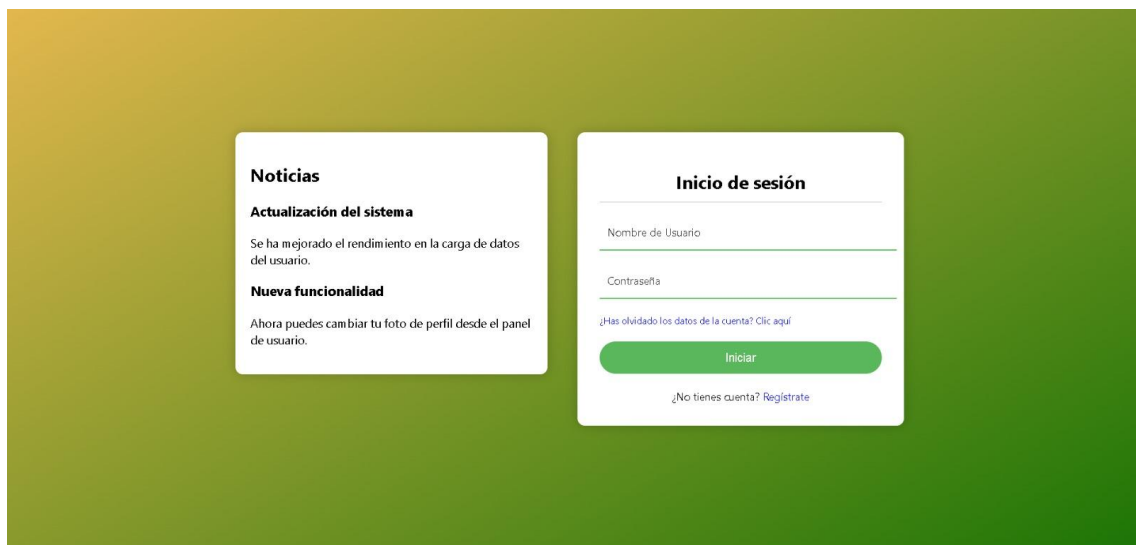 Noticias
Actualización del sistema
Se ha mejorado el rendimiento en la carga de datos
del usuario.
Nueva funcionalidad
Ahora puedes cambiar tu foto de perfil desde el panel
de usuario.
Inicio de sesión
Nombre de Usuario
Contraseña
¿Has olvidado los datos de la cuenta? Clic aquí
Iniciar
¿No tienes cuenta? Regístrate